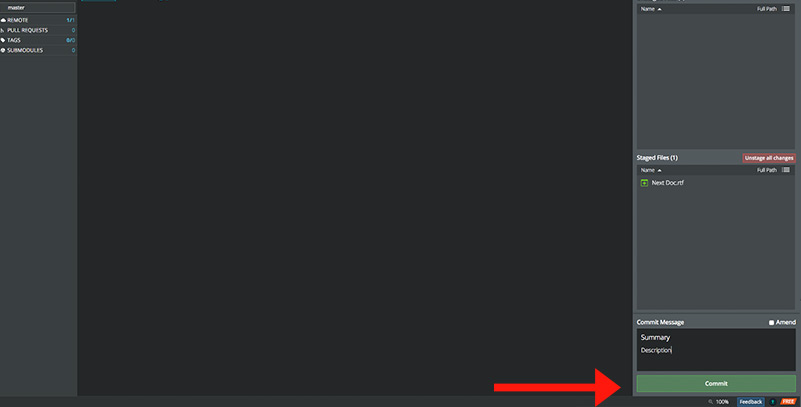 master
REMOTE 1/1
PULL REQUESTS 0
TAGS 0/0
SUBMODULES 0
Name Full Path
Staged Files (1) Unstage all changes
Name Full Path
Next Doc.rtf
Commit Message Amend
Summary
Description
Commit
100% Feedback FREE